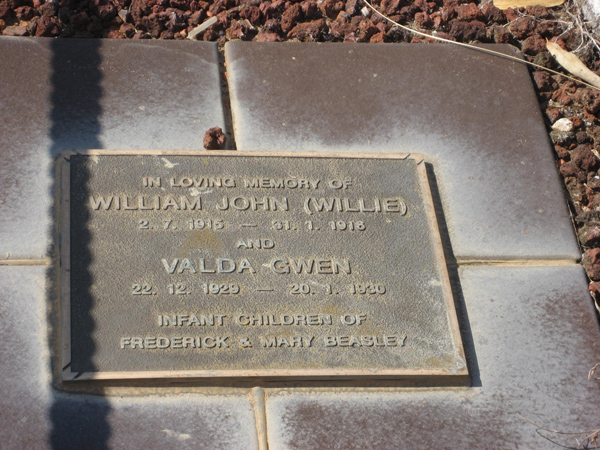 IN LOVING MEMORY OF
WILLIAM JOHN (WILLIE)
2. 7. 1915 — 31. 1. 1916
AND
VALDA GWEN
22. 12. 1929 — 20. 1. 1930
INFANT CHILDREN OF
FREDERICK & MARY BEASLEY